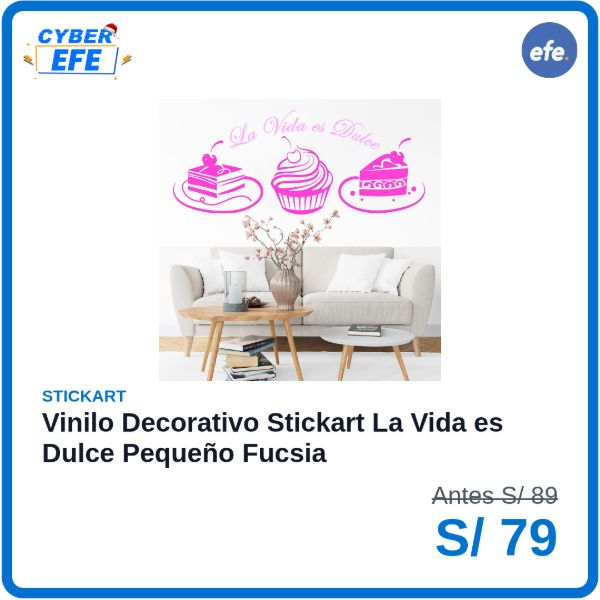 CYBER
EFE
efe.
La Vida es Dulce
STICKART
Vinilo Decorativo Stickart La Vida es
Dulce Pequeño Fucsia
Antes S/ 89
S/ 79